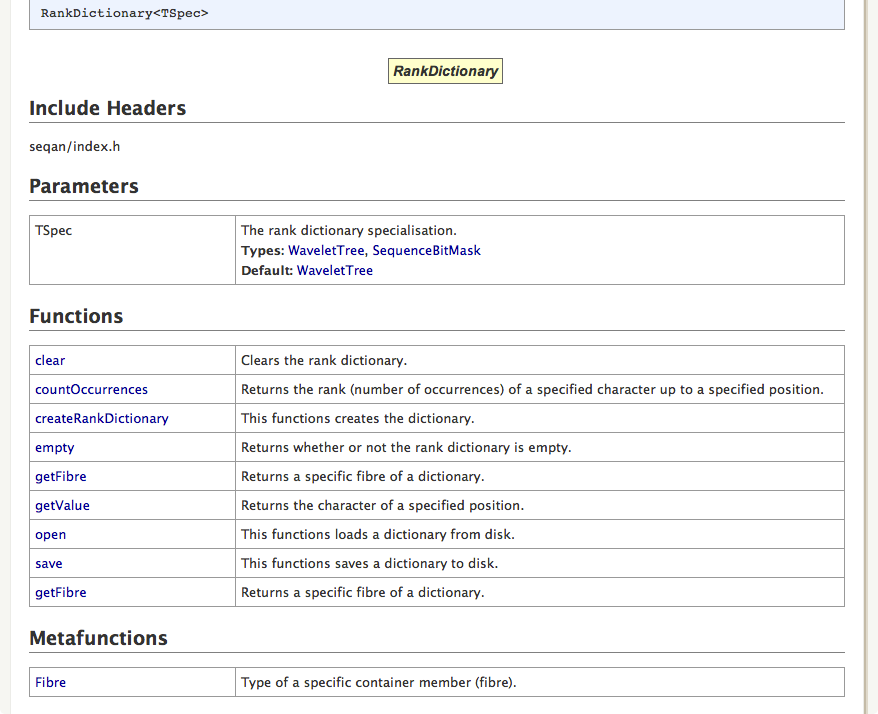 RankDictionary<TSpec>
RankDictionary
Include Headers
seqan/index.h
Parameters
TSpec
The rank dictionary specialisation.
Types: WaveletTree, SequenceBitMask
Default: WaveletTree
Functions
clear Clears the rank dictionary.
countOccurrences Returns the rank (number of occurrences) of a specified character up to a specified position.
createRankDictionary This functions creates the dictionary.
empty Returns whether or not the rank dictionary is empty.
getFibre Returns a specific fibre of a dictionary.
getValue Returns the character of a specified position.
open This functions loads a dictionary from disk.
save This functions saves a dictionary to disk.
getFibre Returns a specific fibre of a dictionary.
Metafunctions
Fibre Type of a specific container member (fibre).